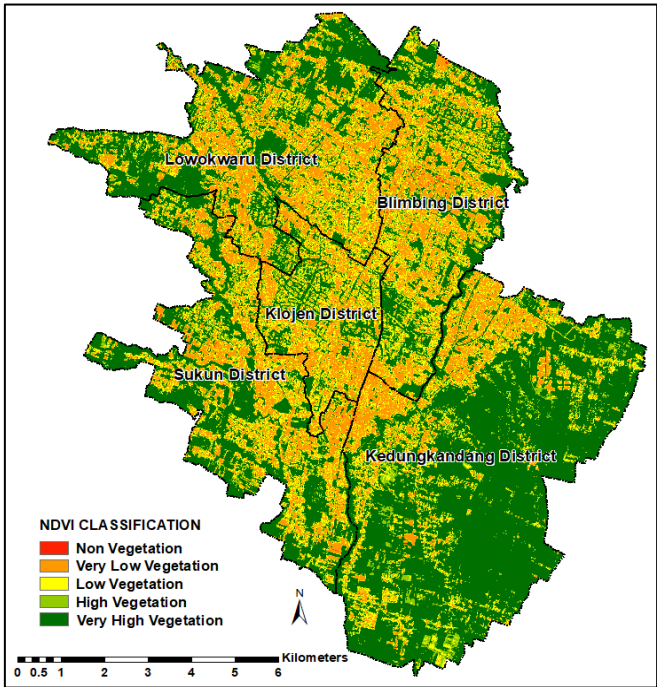 Lowokwaru District
Blimbing District
Klojen District
Sukun District
Kedungkandang District
NDVI CLASSIFICATION
Non Vegetation
Very Low Vegetation
Low Vegetation
High Vegetation
Very High Vegetation
N
Kilometers
0 0.5 1 2 3 4 5 6